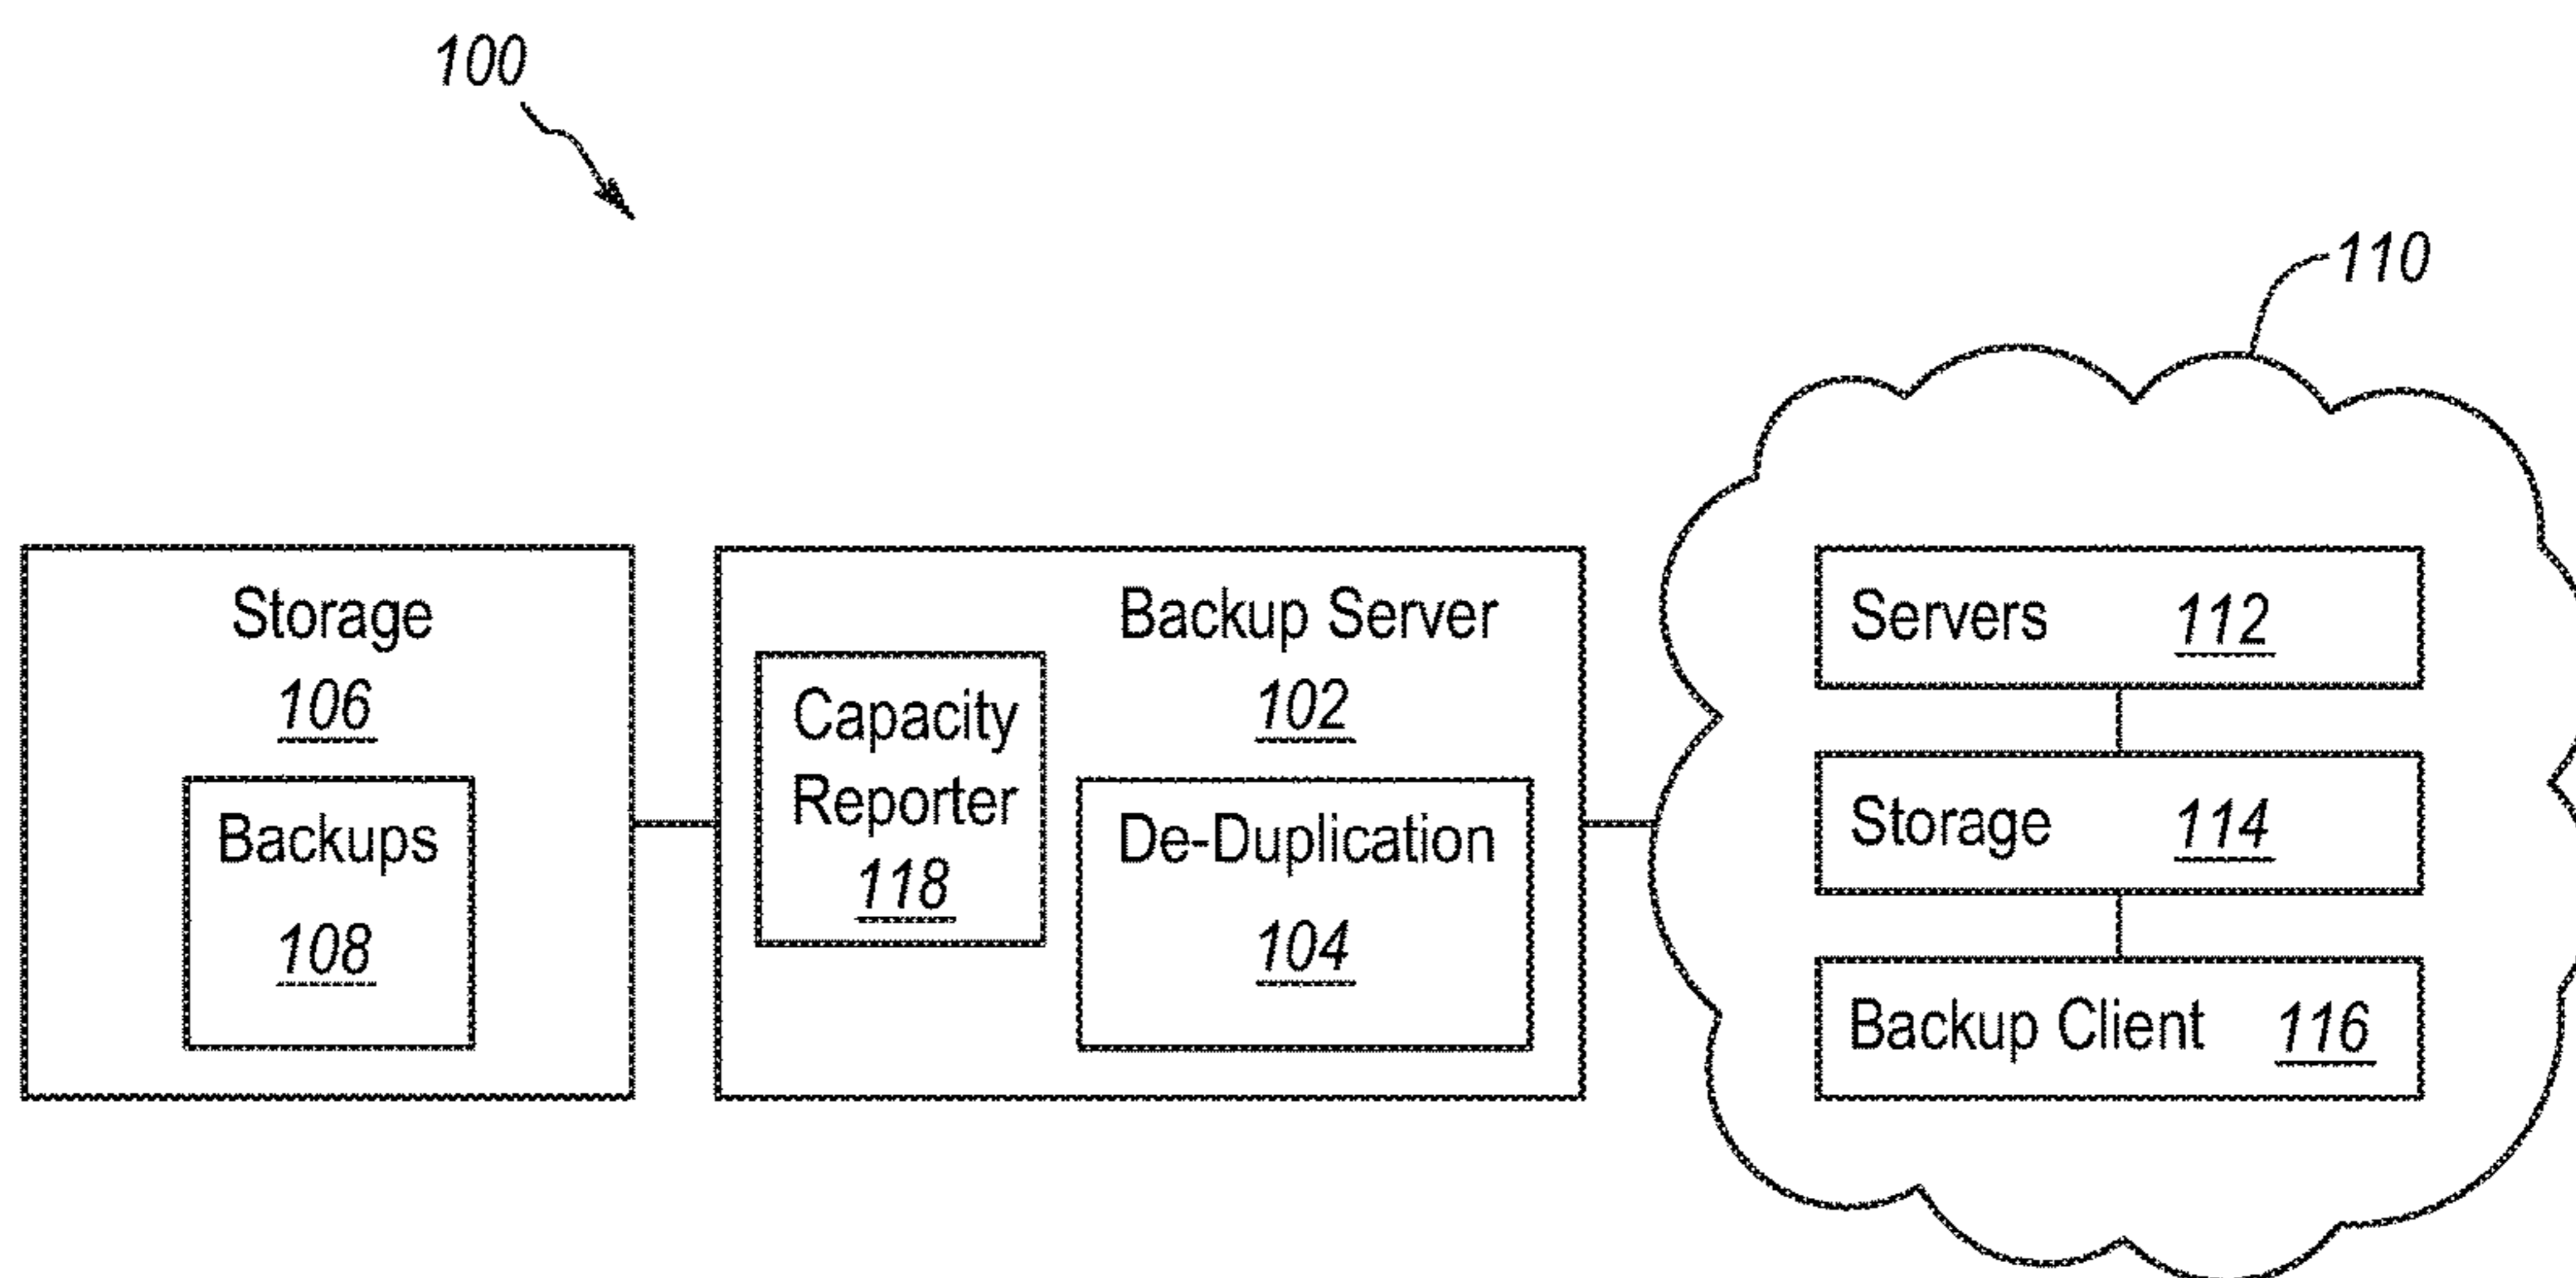 100
110
Storage
106
Backups
108
Backup Server
102
Capacity
Reporter
118
De-Duplication
104
Servers 112
Storage 114
Backup Client 116